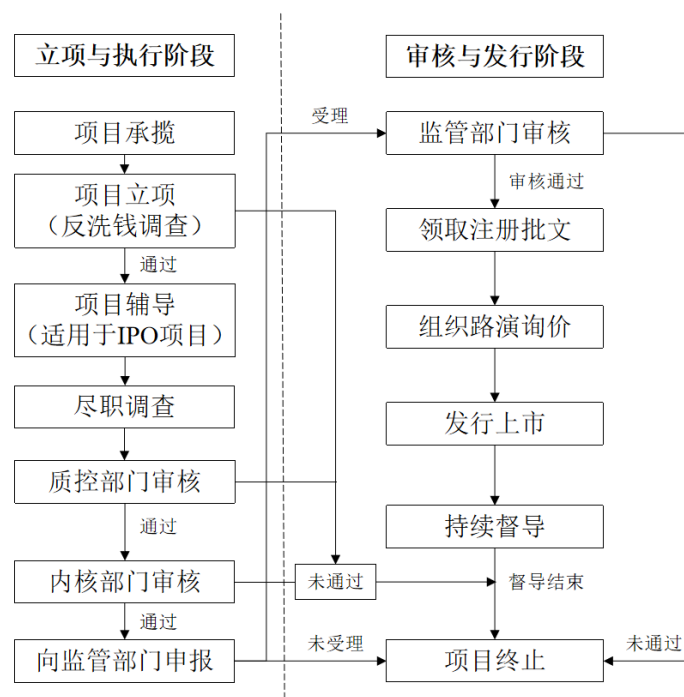 立项与执行阶段
项目承揽
项目立项
（反洗钱调查）
通过
项目辅导
（适用于IPO项目）
尽职调查
质控部门审核
通过
内核部门审核
通过
向监管部门申报
受理
未通过
未受理
审核与发行阶段
监管部门审核
审核通过
领取注册批文
组织路演询价
发行上市
持续督导
督导结束
项目终止
未通过